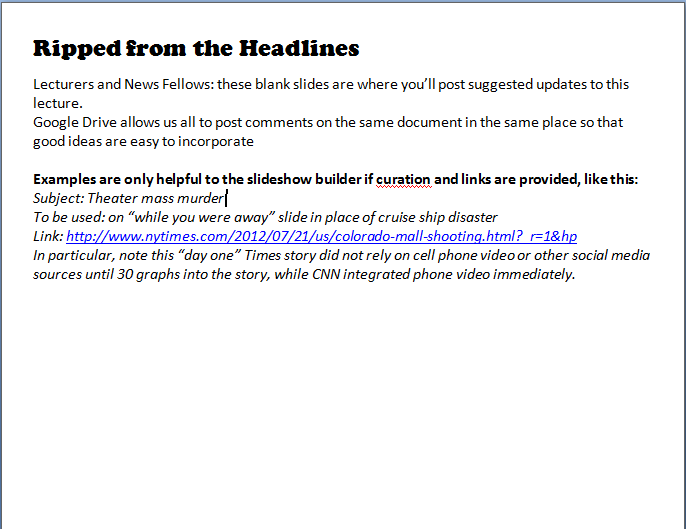 Ripped from the Headlines
Lecturers and News Fellows: these blank slides are where you'll post suggested updates to this
lecture.
Google Drive allows us all to post comments on the same document in the same place so that
good ideas are easy to incorporate
Examples are only helpful to the slideshow builder if curation and links are provided, like this:
Subject: Theater mass murder
To be used: on “while you were away” slide in place of cruise ship disaster
Link: http://www.nytimes.com/2012/07/21/us/colorado-mall-shooting.html?_r=1&hp
In particular, note this “day one” Times story did not rely on cell phone video or other social media
sources until 30 graphs into the story, while CNN integrated phone video immediately.